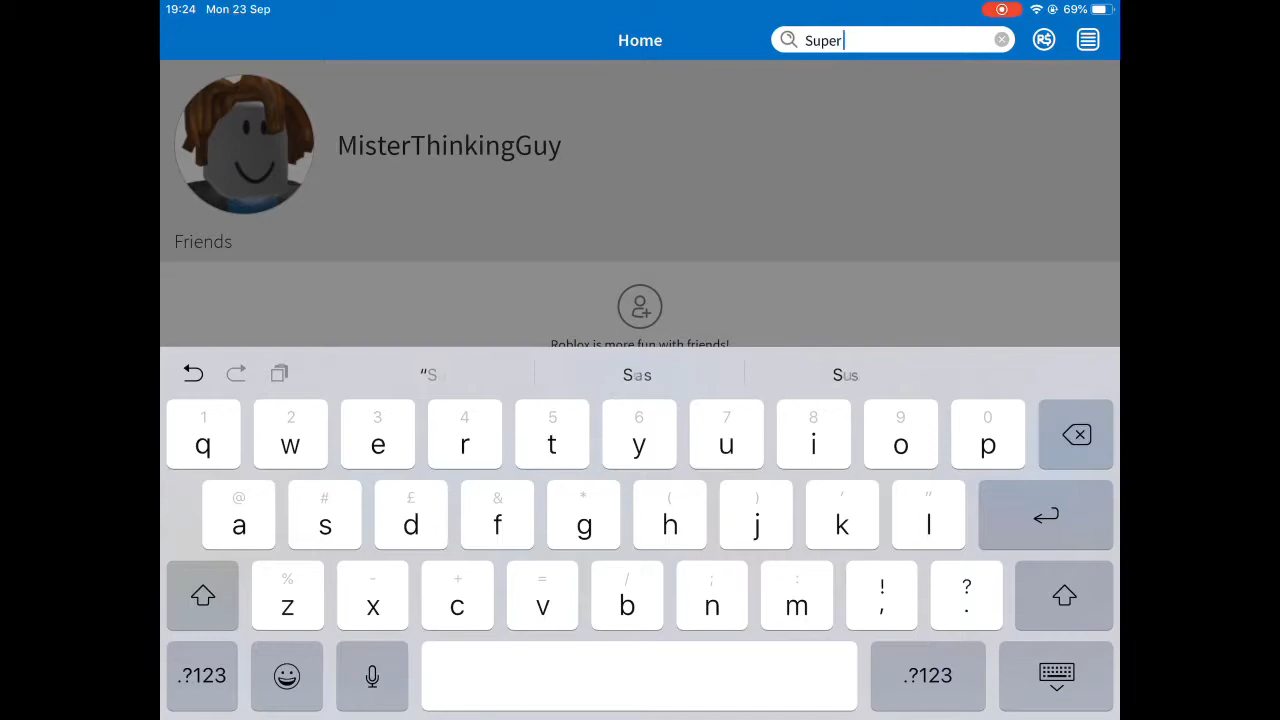 19:24 Mon 23 Sep 69%
Home Super R$
MisterThinkingGuy
Friends
Roblox is more fun with friends!
"S Sas Sus
1 2 3 4 5 6 7 8 9 0
q w e r t y u i o p
@ # £ & * ( ) ' "
a s d f g h j k l
% - + = / ; : ! ?
z x c v b n m , .
.?123 .?123